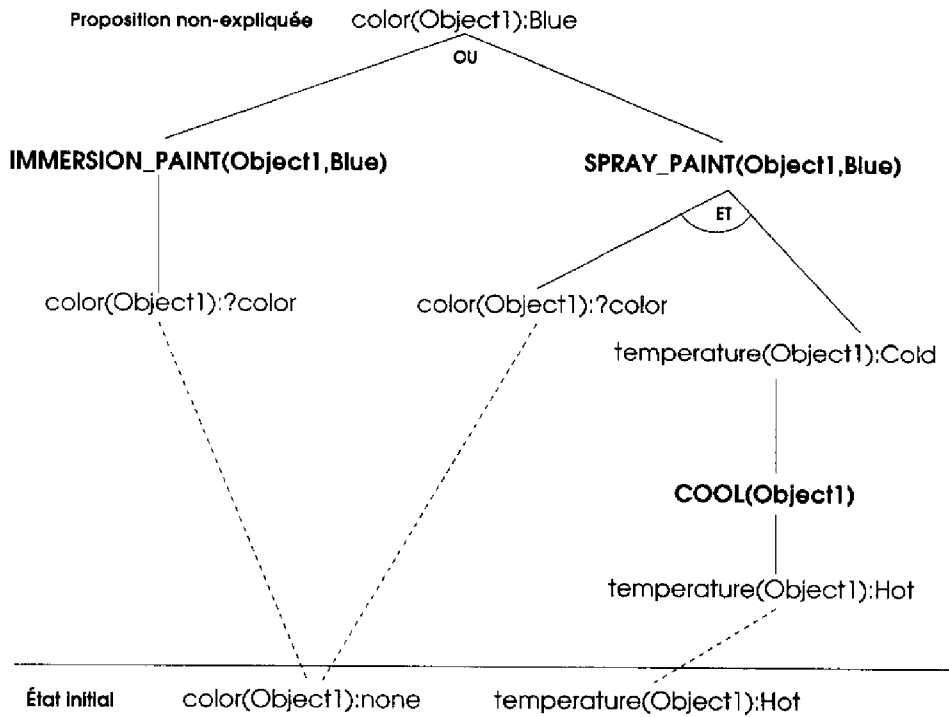 Proposition non-expliquée color(Object1):Blue
OU
IMMERSION_PAINT(Object1,Blue) SPRAY_PAINT(Object1,Blue)
ET
color(Object1):?color color(Object1):?color
temperature(Object1):Cold
COOL(Object1)
temperature(Object1):Hot
État initial color(Object1):none temperature(Object1):Hot